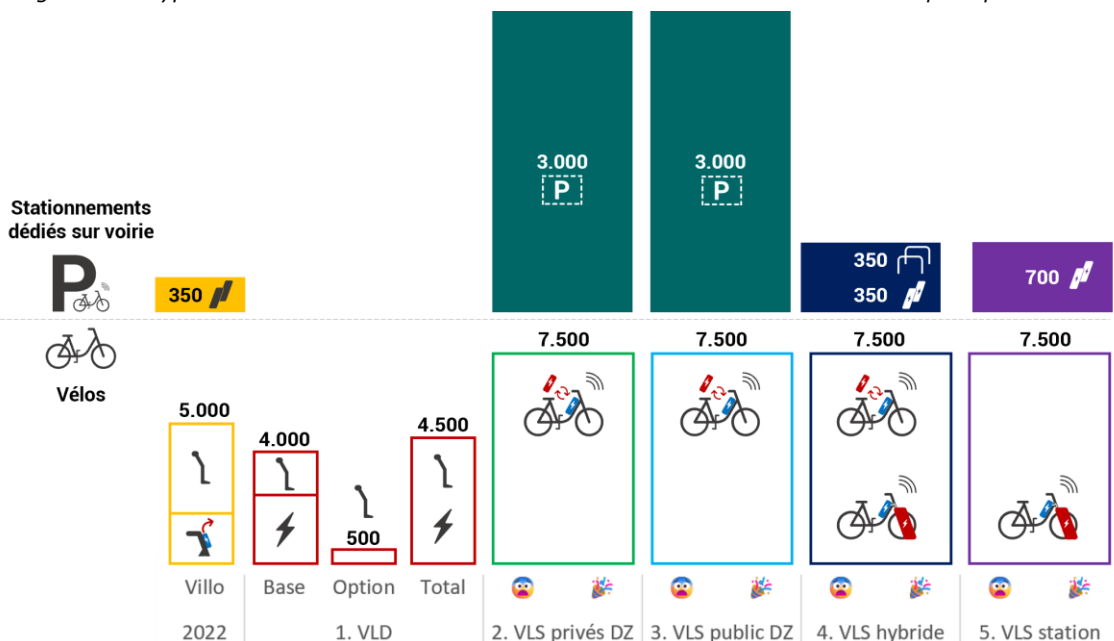 3.000
P
3.000
P
Stationnements
dédiés sur voirie
P
350
350
350
700
Vélos
7.500
7.500
7.500
7.500
5.000
4.000
4.500
500
Villo
Base
Option
Total
2022
1. VLD
2. VLS privés DZ
3. VLS public DZ
4. VLS hybride
5. VLS station